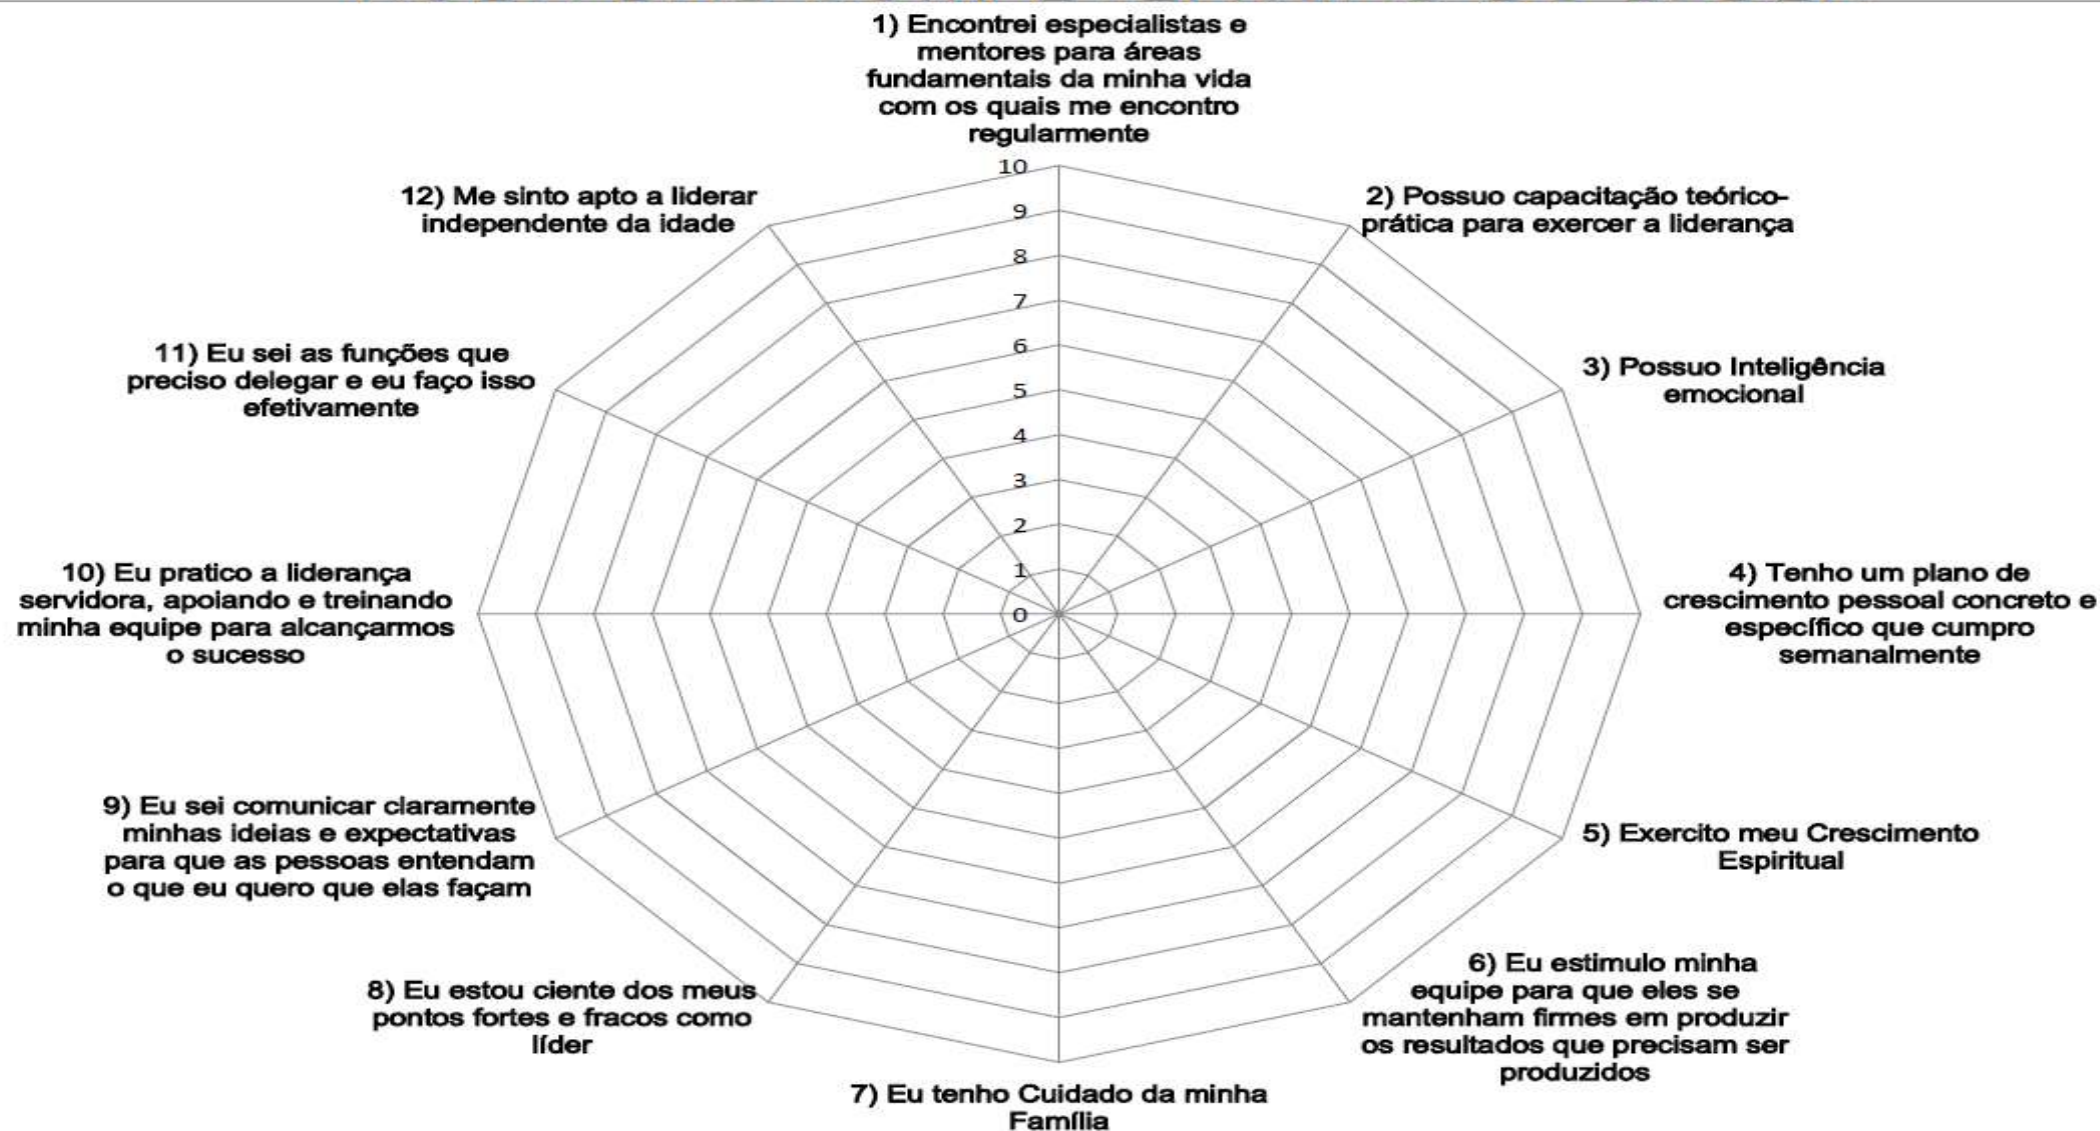 1) Encontrei especialistas e
mentores para áreas
fundamentais da minha vida
com os quais me encontro
regularmente
2) Possuo capacitação teórico-
prática para exercer a liderança
3) Possuo Inteligência
emocional
4) Tenho um plano de
crescimento pessoal concreto e
específico que cumpro
semanalmente
5) Exercito meu Crescimento
Espiritual
6) Eu estimulo minha
equipe para que eles se
mantenham firmes em produzir
os resultados que precisam ser
produzidos
7) Eu tenho Cuidado da minha
Família
8) Eu estou ciente dos meus
pontos fortes e fracos como
líder
9) Eu sei comunicar claramente
minhas ideias e expectativas
para que as pessoas entendam
o que eu quero que elas façam
10) Eu pratico a liderança
servidora, apoiando e treinando
minha equipe para alcançarmos
o sucesso
11) Eu sei as funções que
preciso delegar e eu faço isso
efetivamente
12) Me sinto apto a liderar
independente da idade
10
9
8
7
6
5
4
3
2
1
0